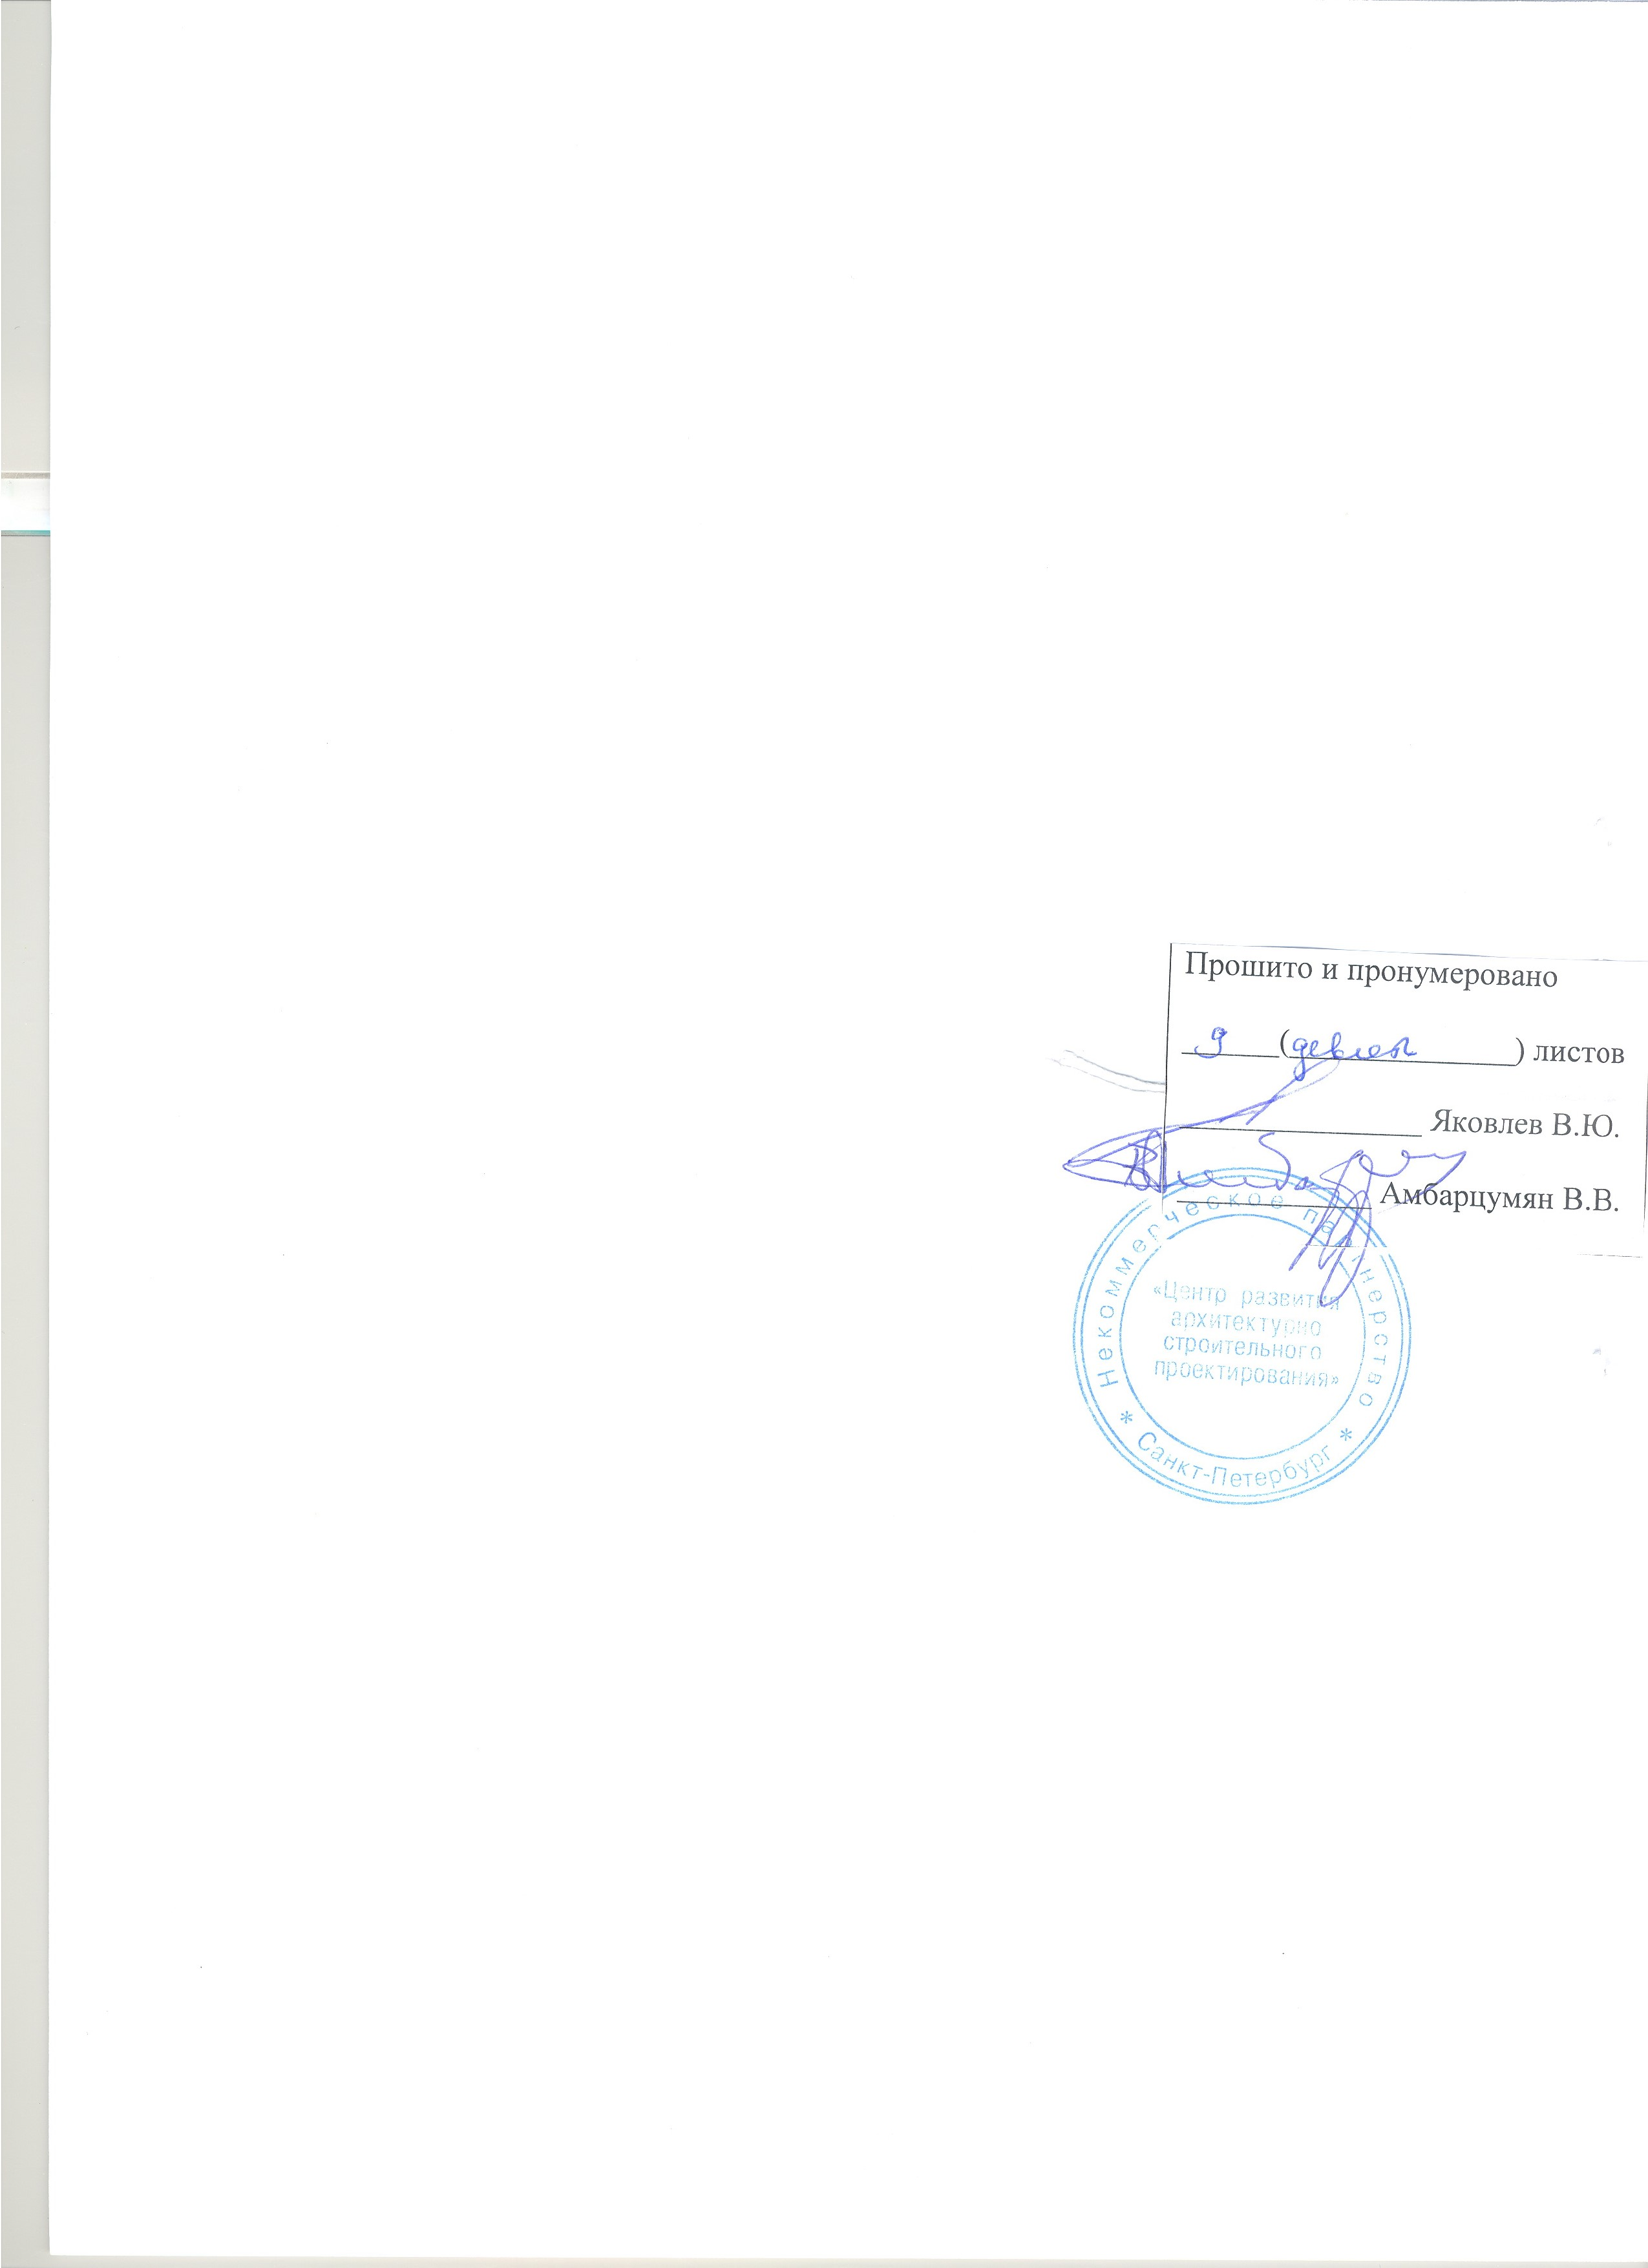 Прошито и пронумеровано
9 (девять) листов
Яковлев В.Ю.
Амбарцумян В.В.
Некоммерческое партнерство
«Центр развития
архитектурно
строительного
проектирования»
* Санкт-Петербург *